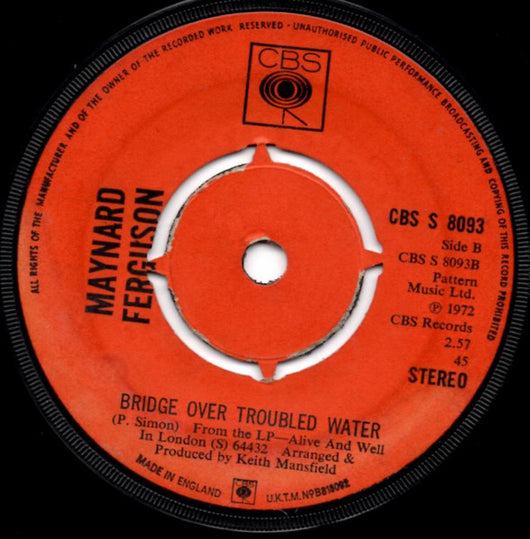 ALL RIGHTS OF THE MANUFACTURER AND OF THE OWNER OF THE RECORDED WORK RESERVED · UNAUTHORISED PUBLIC PERFORMANCE BROADCASTING AND COPYING OF THIS RECORD PROHIBITED
CBS
MAYNARD
FERGUSON
CBS S 8093
Side B
CBS S 8093B
Pattern
Music Ltd.
℗ 1972
CBS Records
2.57
45
STEREO
BRIDGE OVER TROUBLED WATER
(P. Simon) From the LP—Alive And Well
In London (S) 64432 Arranged &
Produced by Keith Mansfield
MADE IN ENGLAND
CBS
U.K.T.M. NºB818092